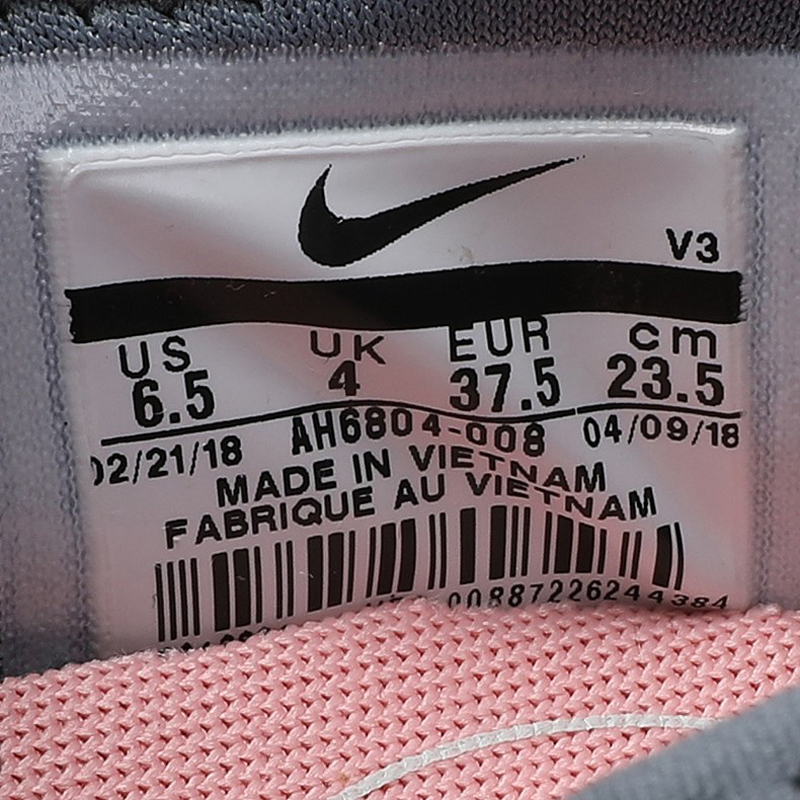 V3
US UK EUR cm
6.5 4 37.5 23.5
02/21/18 AH6804-008 04/09/18
MADE IN VIETNAM
FABRIQUE AU VIETNAM
00887226244384